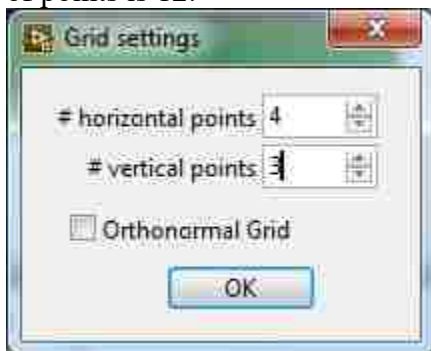 Grid settings
# horizontal points 4
# vertical points 3
Orthonormal Grid
OK